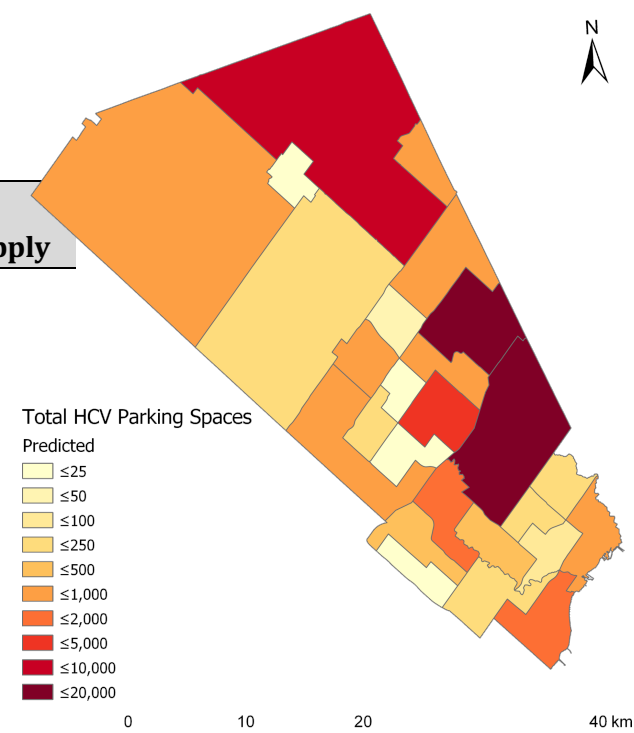 N
pply
Total HCV Parking Spaces
Predicted
≤25
≤50
≤100
≤250
≤500
≤1,000
≤2,000
≤5,000
≤10,000
≤20,000
0 10 20 40 km